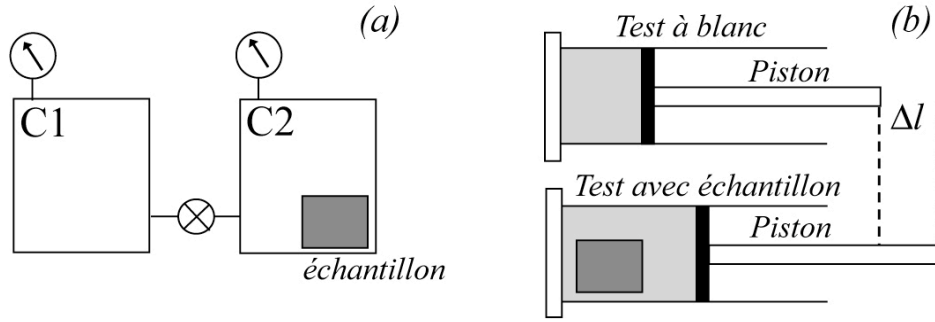 (a)
C1
C2
échantillon
(b)
Test à blanc
Piston
Δl
Test avec échantillon
Piston